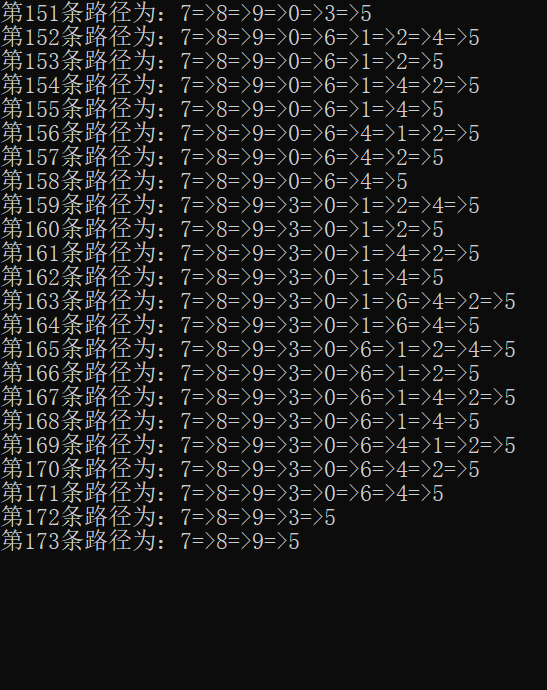 第151条路径为：7=>8=>9=>0=>3=>5
第152条路径为：7=>8=>9=>0=>6=>1=>2=>4=>5
第153条路径为：7=>8=>9=>0=>6=>1=>2=>5
第154条路径为：7=>8=>9=>0=>6=>1=>4=>2=>5
第155条路径为：7=>8=>9=>0=>6=>1=>4=>5
第156条路径为：7=>8=>9=>0=>6=>4=>1=>2=>5
第157条路径为：7=>8=>9=>0=>6=>4=>2=>5
第158条路径为：7=>8=>9=>0=>6=>4=>5
第159条路径为：7=>8=>9=>3=>0=>1=>2=>4=>5
第160条路径为：7=>8=>9=>3=>0=>1=>2=>5
第161条路径为：7=>8=>9=>3=>0=>1=>4=>2=>5
第162条路径为：7=>8=>9=>3=>0=>1=>4=>5
第163条路径为：7=>8=>9=>3=>0=>1=>6=>4=>2=>5
第164条路径为：7=>8=>9=>3=>0=>1=>6=>4=>5
第165条路径为：7=>8=>9=>3=>0=>6=>1=>2=>4=>5
第166条路径为：7=>8=>9=>3=>0=>6=>1=>2=>5
第167条路径为：7=>8=>9=>3=>0=>6=>1=>4=>2=>5
第168条路径为：7=>8=>9=>3=>0=>6=>1=>4=>5
第169条路径为：7=>8=>9=>3=>0=>6=>4=>1=>2=>5
第170条路径为：7=>8=>9=>3=>0=>6=>4=>2=>5
第171条路径为：7=>8=>9=>3=>0=>6=>4=>5
第172条路径为：7=>8=>9=>3=>5
第173条路径为：7=>8=>9=>5